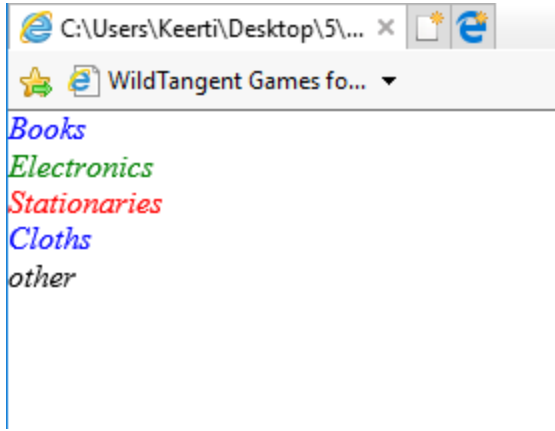 C:\Users\Keerti\Desktop\5\...
WildTangent Games fo...
Books
Electronics
Stationaries
Cloths
other